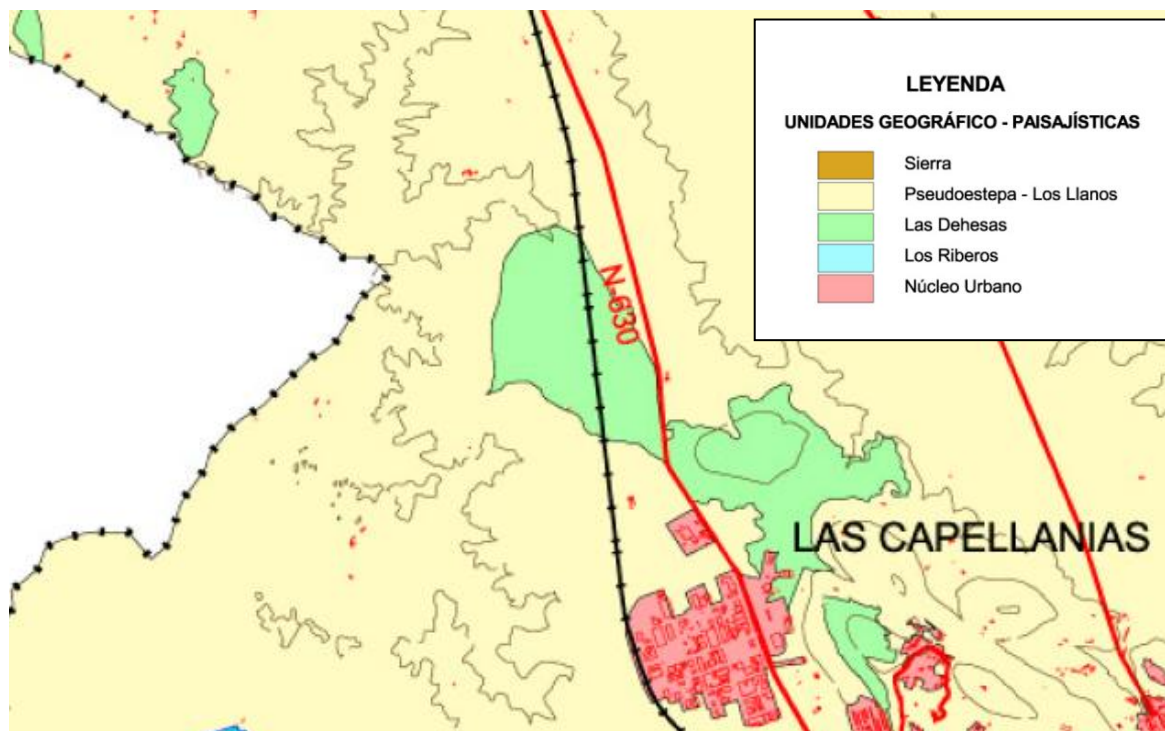 LEYENDA
UNIDADES GEOGRÁFICO - PAISAJÍSTICAS
Sierra
Pseudoestepa - Los Llanos
Las Dehesas
Los Riberos
Núcleo Urbano
N-630
LAS CAPELLANIAS